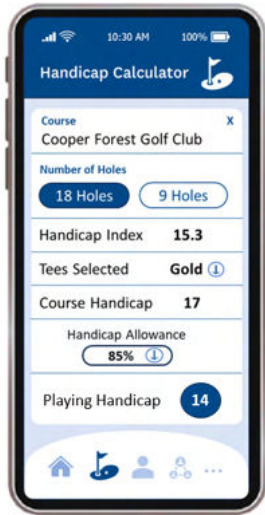 10:30 AM 100%
Handicap Calculator
Course X
Cooper Forest Golf Club
Number of Holes
18 Holes 9 Holes
Handicap Index 15.3
Tees Selected Gold
Course Handicap 17
Handicap Allowance
85%
Playing Handicap 14